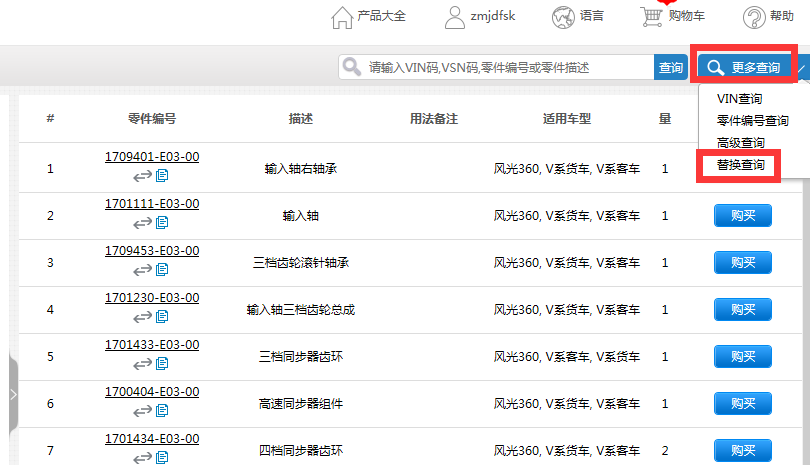 产品大全 zmjdfsk 语言 购物车 帮助
请输入VIN码,VSN码,零件编号或零件描述 查询 更多查询
VIN查询
零件编号查询
高级查询
替换查询
# 零件编号 描述 用法备注 适用车型 量
1 1709401-E03-00 输入轴右轴承 风光360, V系货车, V系客车 1
2 1701111-E03-00 输入轴 风光360, V系货车, V系客车 1 购买
3 1709453-E03-00 三档齿轮滚针轴承 风光360, V系货车, V系客车 1 购买
4 1701230-E03-00 输入轴三档齿轮总成 风光360, V系货车, V系客车 1 购买
5 1701433-E03-00 三档同步器齿环 风光360, V系客车, V系货车 1 购买
6 1700404-E03-00 高速同步器组件 风光360, V系货车, V系客车 1 购买
7 1701434-E03-00 四档同步器齿环 风光360, V系货车, V系客车 2 购买